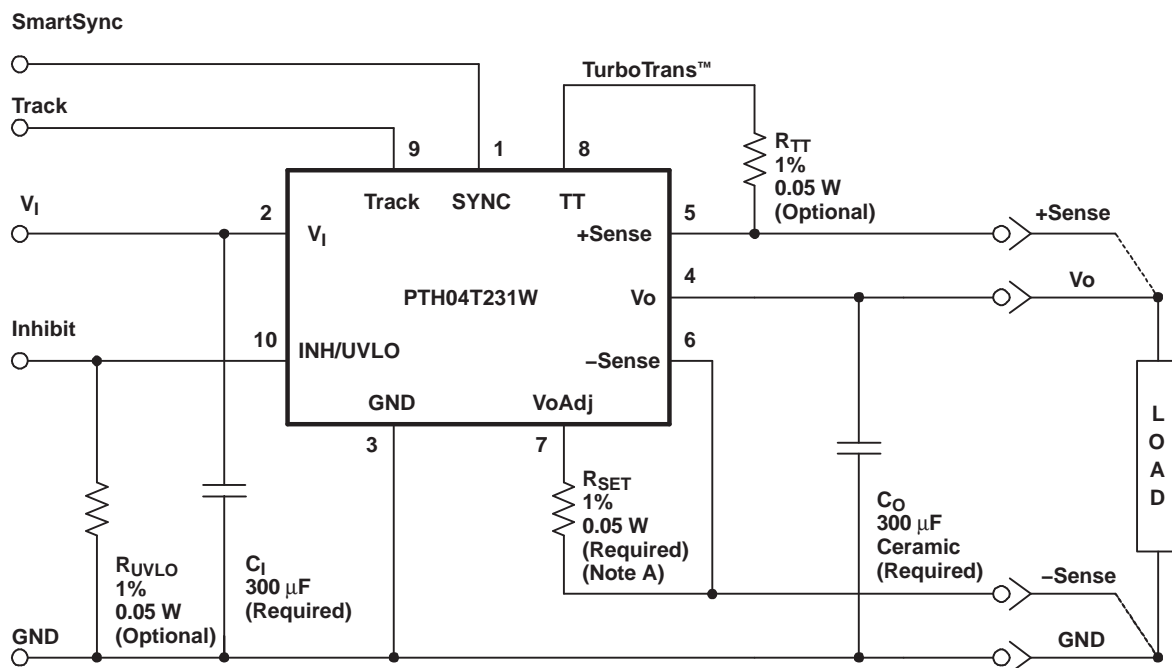 SmartSync
TurboTrans™
Track
9
1
8
R_TT
1%
0.05 W
(Optional)
V_I
2
Track
SYNC
TT
5
+Sense
V_I
+Sense
4
Vo
PTH04T231W
Vo
Inhibit
10
INH/UVLO
6
–Sense
GND
VoAdj
3
7
L
O
A
D
R_SET
1%
0.05 W
(Required)
(Note A)
C_O
300 μF
Ceramic
(Required)
R_UVLO
1%
0.05 W
(Optional)
C_I
300 μF
(Required)
–Sense
GND
GND